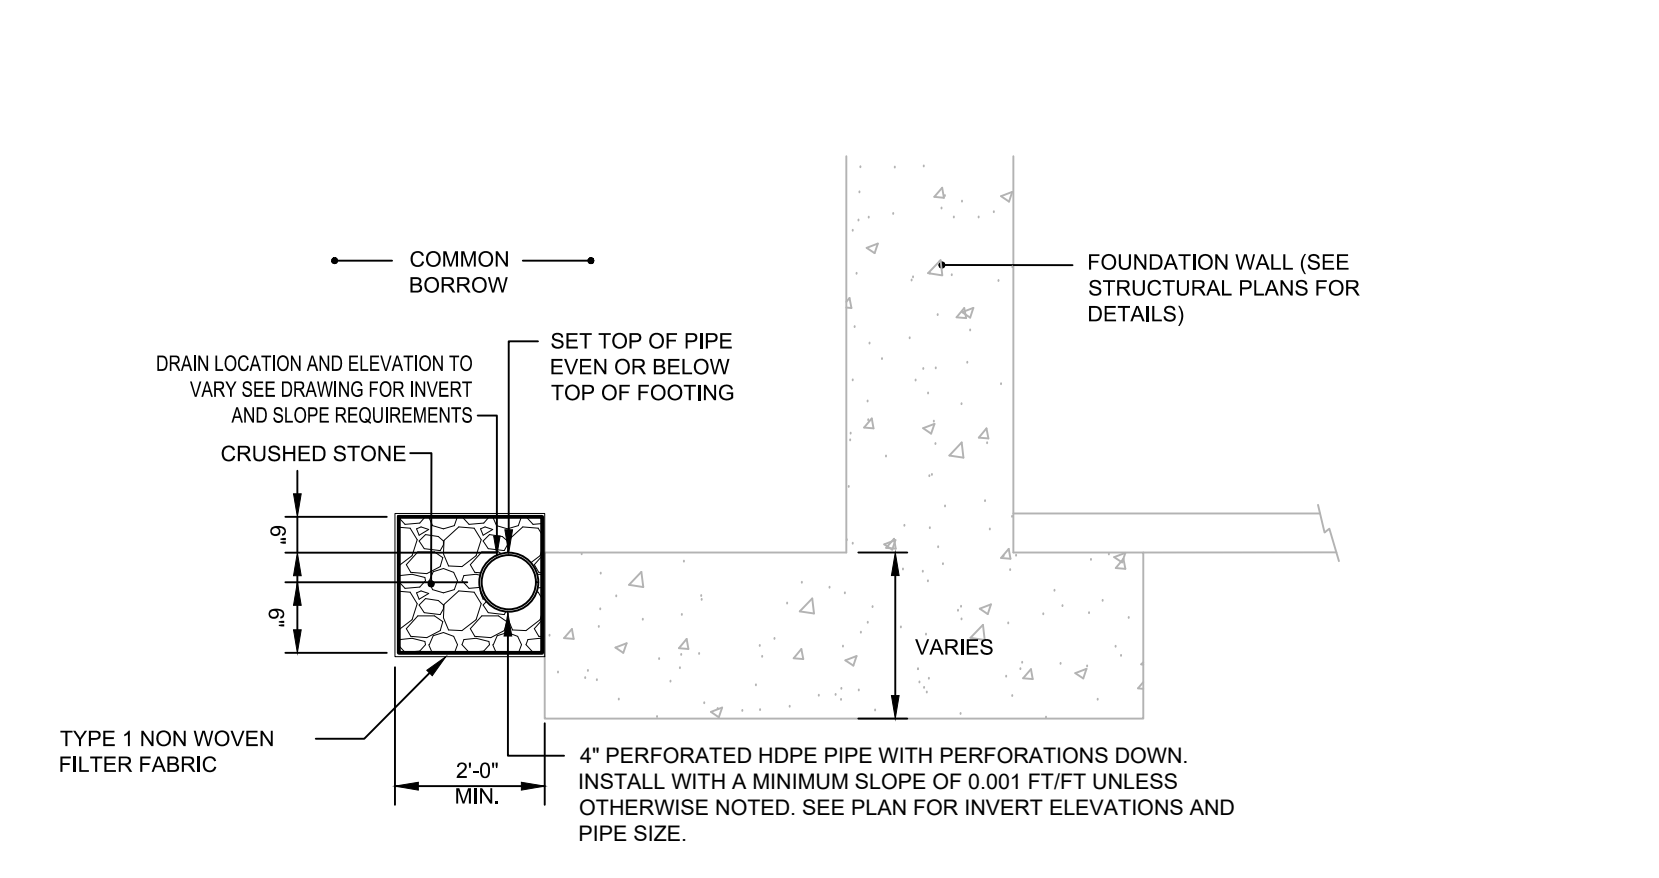 COMMON
BORROW
FOUNDATION WALL (SEE
STRUCTURAL PLANS FOR
DETAILS)
SET TOP OF PIPE
EVEN OR BELOW
TOP OF FOOTING
DRAIN LOCATION AND ELEVATION TO
VARY SEE DRAWING FOR INVERT
AND SLOPE REQUIREMENTS
CRUSHED STONE
6"
6"
VARIES
TYPE 1 NON WOVEN
FILTER FABRIC
2'-0"
MIN.
4" PERFORATED HDPE PIPE WITH PERFORATIONS DOWN.
INSTALL WITH A MINIMUM SLOPE OF 0.001 FT/FT UNLESS
OTHERWISE NOTED. SEE PLAN FOR INVERT ELEVATIONS AND
PIPE SIZE.